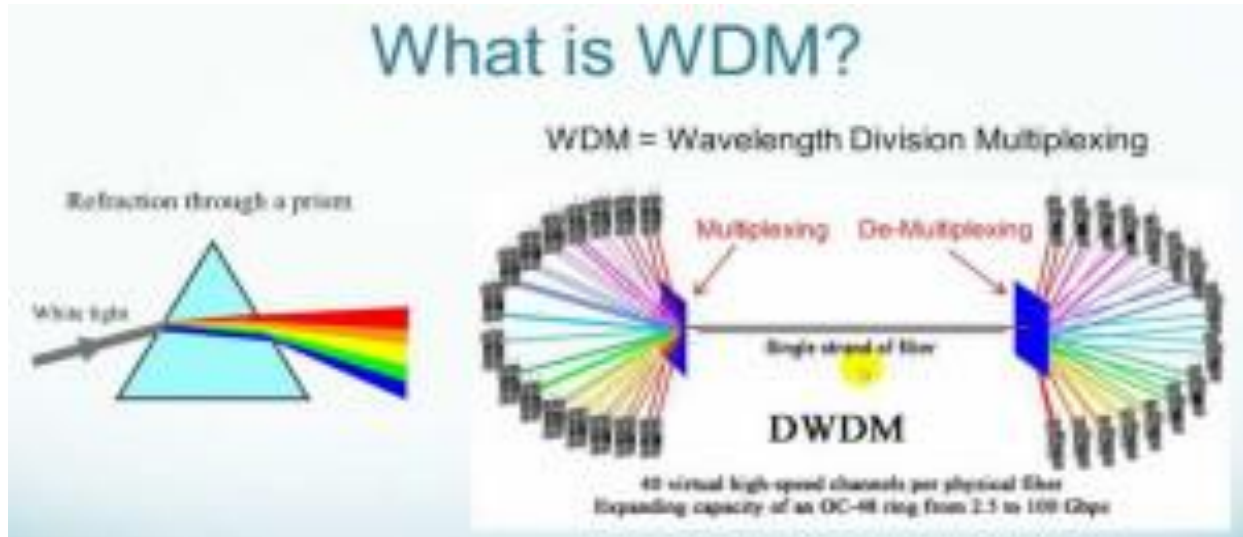 What is WDM?
WDM = Wavelength Division Multiplexing
Refraction through a prism
White light
Multiplexing
De-Multiplexing
Single strand of fiber
DWDM
40 virtual high-speed channels per physical fiber
Expanding capacity of an OC-48 ring from 2.5 to 100 Gbps